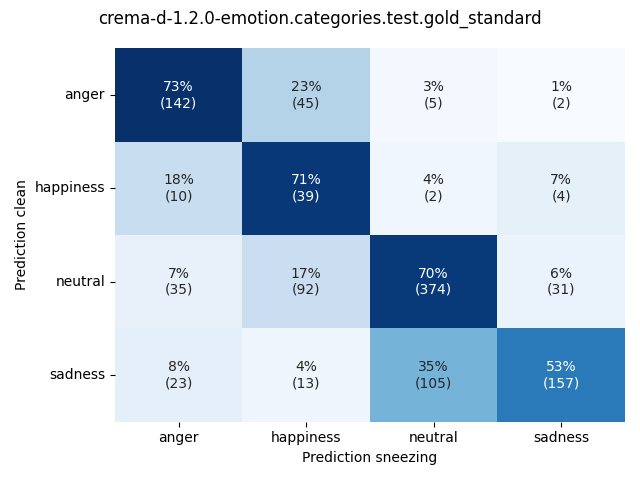 crema-d-1.2.0-emotion.categories.test.gold_standard
anger 73% 23% 3% 1%
(142) (45) (5) (2)
happiness 18% 71% 4% 7%
(10) (39) (2) (4)
neutral 7% 17% 70% 6%
(35) (92) (374) (31)
sadness 8% 4% 35% 53%
(23) (13) (105) (157)
anger happiness neutral sadness
Prediction sneezing
Prediction clean